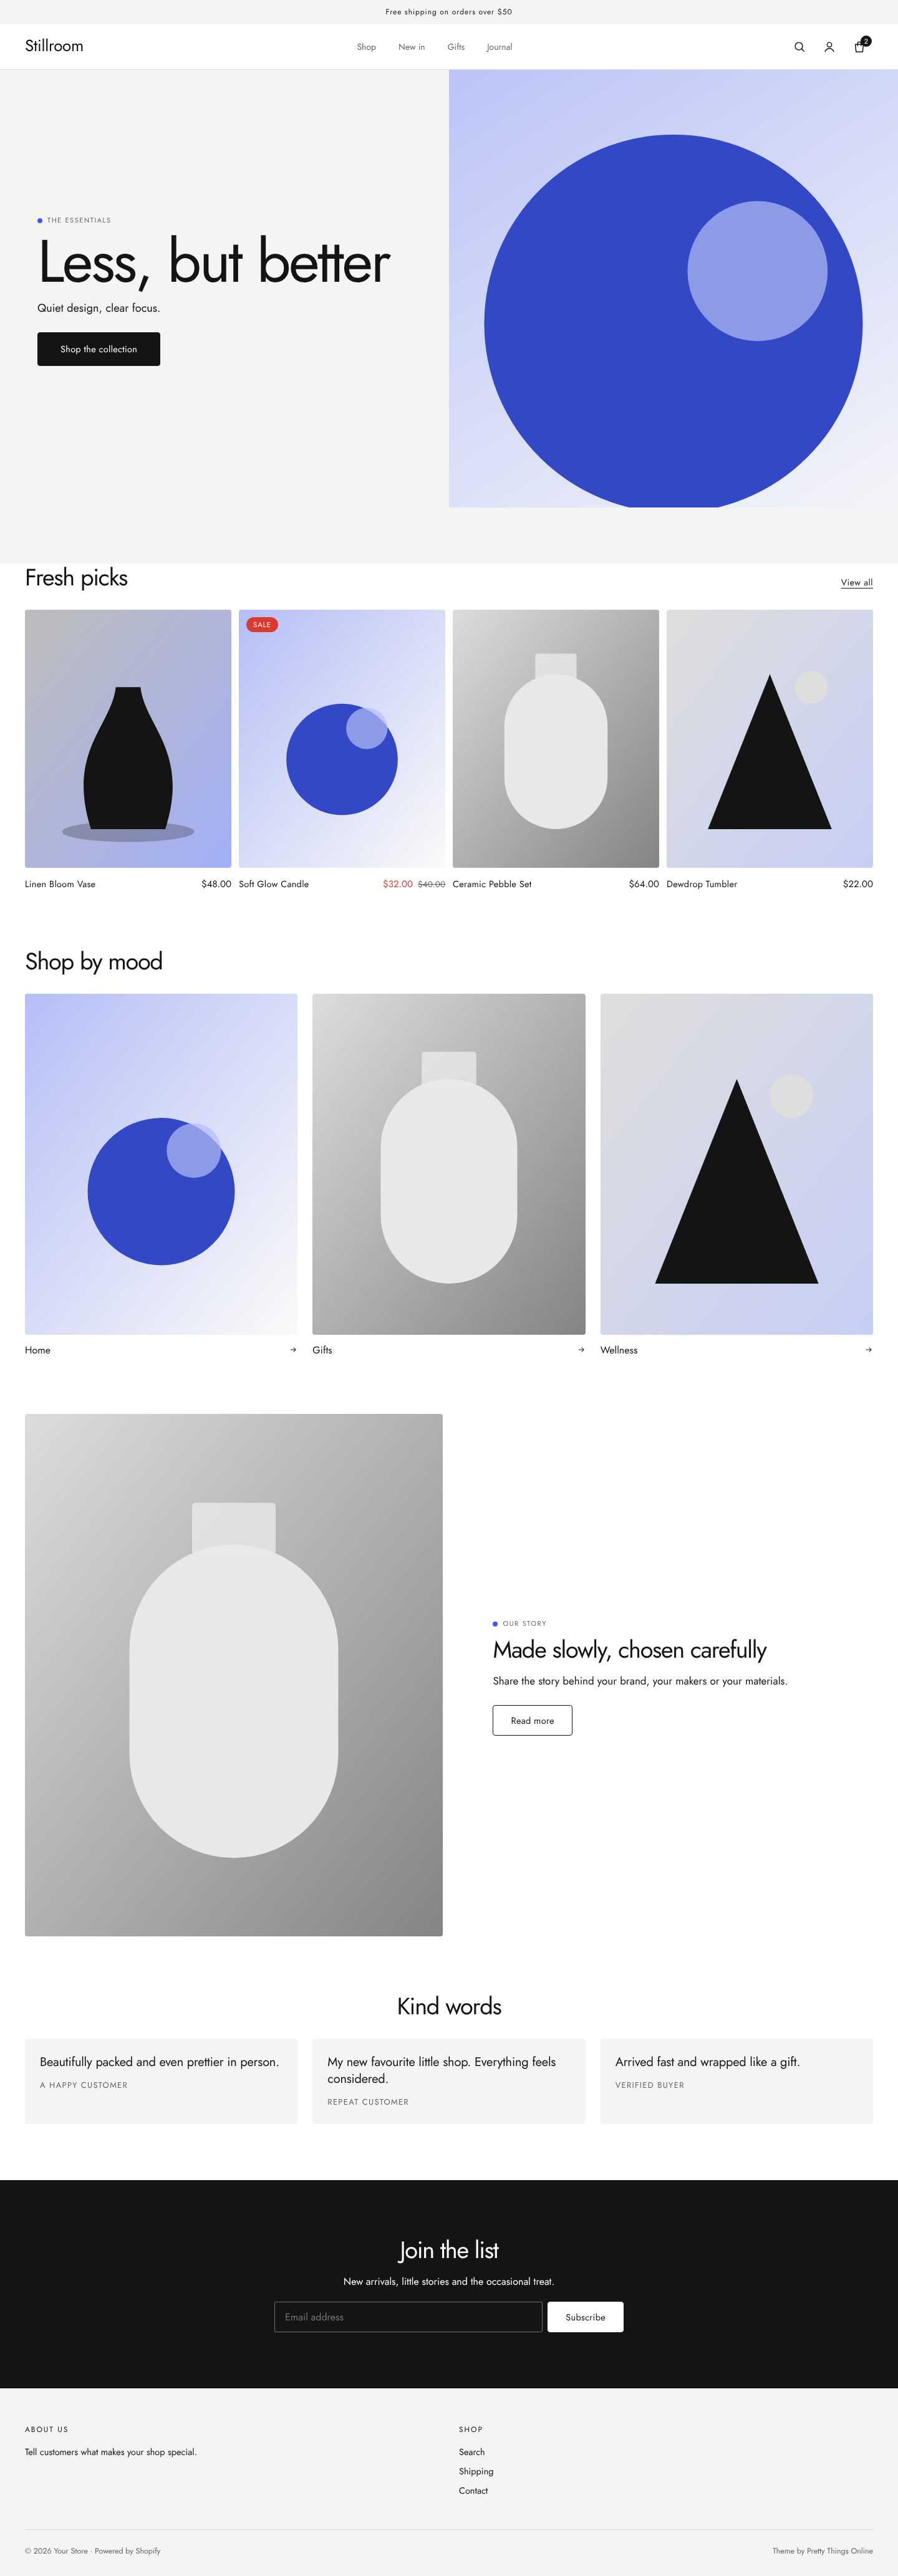 Free shipping on orders over $50
Stillroom
Shop
New in
Gifts
Journal
2
THE ESSENTIALS
Less, but better
Quiet design, clear focus.
Shop the collection
Fresh picks
View all
SALE
Linen Bloom Vase
$48.00
Soft Glow Candle
$32.00 $40.00
Ceramic Pebble Set
$64.00
Dewdrop Tumbler
$22.00
Shop by mood
Home →
Gifts →
Wellness →
OUR STORY
Made slowly, chosen carefully
Share the story behind your brand, your makers or your materials.
Read more
Kind words
Beautifully packed and even prettier in person.
A HAPPY CUSTOMER
My new favourite little shop. Everything feels
considered.
REPEAT CUSTOMER
Arrived fast and wrapped like a gift.
VERIFIED BUYER
Join the list
New arrivals, little stories and the occasional treat.
Email address
Subscribe
ABOUT US
Tell customers what makes your shop special.
SHOP
Search
Shipping
Contact
© 2026 Your Store · Powered by Shopify
Theme by Pretty Things Online